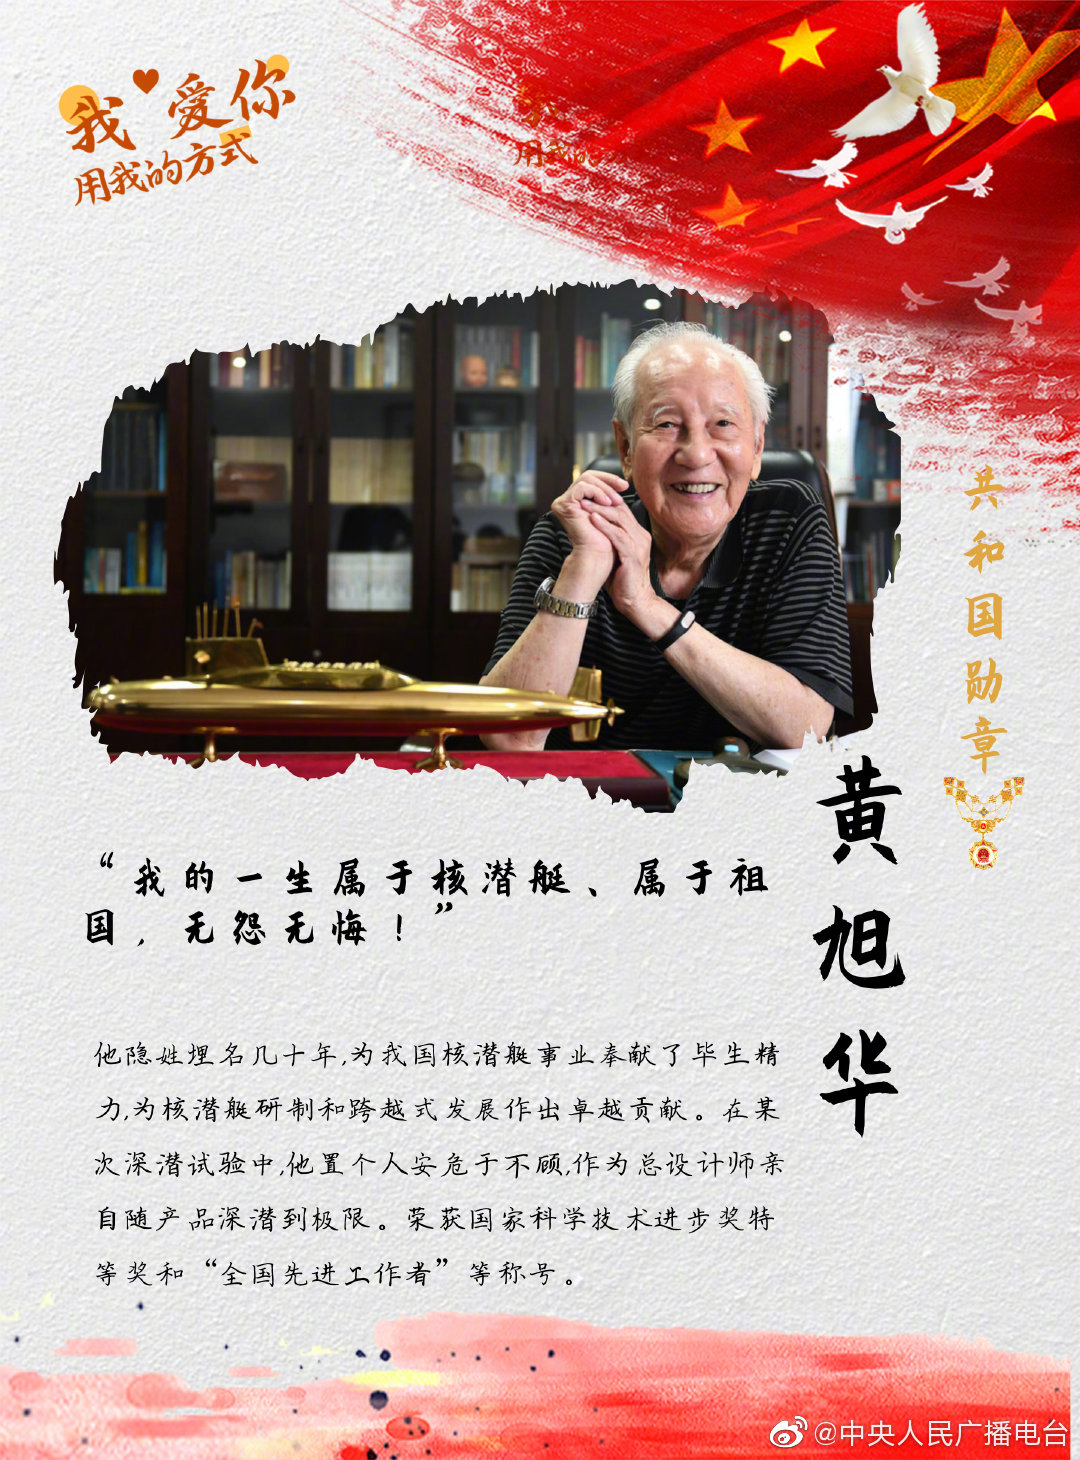 我爱你
用我的方式
用我的
共和国勋章
黄旭华
“我的一生属于核潜艇、属于祖
国，无怨无悔！”
他隐姓埋名几十年,为我国核潜艇事业奉献了毕生精
力,为核潜艇研制和跨越式发展作出卓越贡献。在某
次深潜试验中,他置个人安危于不顾,作为总设计师亲
自随产品深潜到极限。荣获国家科学技术进步奖特
等奖和“全国先进工作者”等称号。
@中央人民广播电台